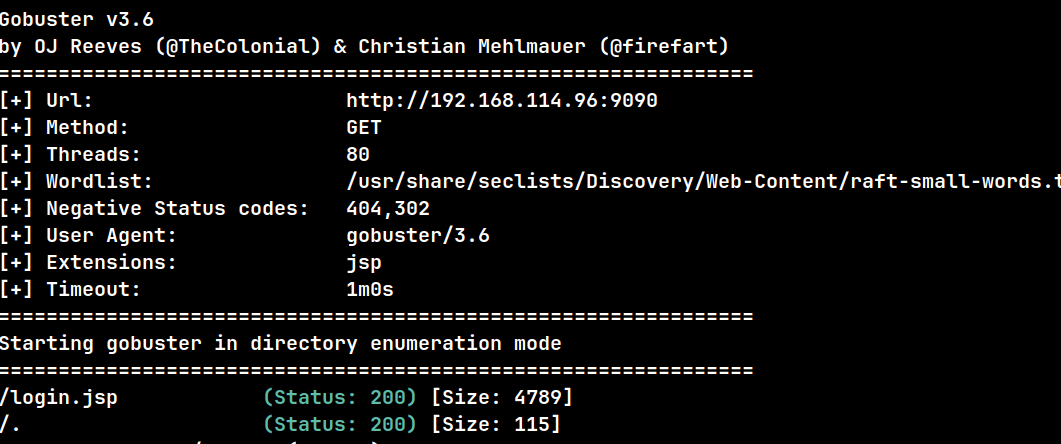 Gobuster v3.6
by OJ Reeves (@TheColonial) & Christian Mehlmauer (@firefart)
===============================================================
[+] Url:                     http://192.168.114.96:9090
[+] Method:                  GET
[+] Threads:                 80
[+] Wordlist:                /usr/share/seclists/Discovery/Web-Content/raft-small-words.t
[+] Negative Status codes:   404,302
[+] User Agent:              gobuster/3.6
[+] Extensions:              jsp
[+] Timeout:                 1m0s
===============================================================
Starting gobuster in directory enumeration mode
===============================================================
/login.jsp            (Status: 200) [Size: 4789]
/.                    (Status: 200) [Size: 115]